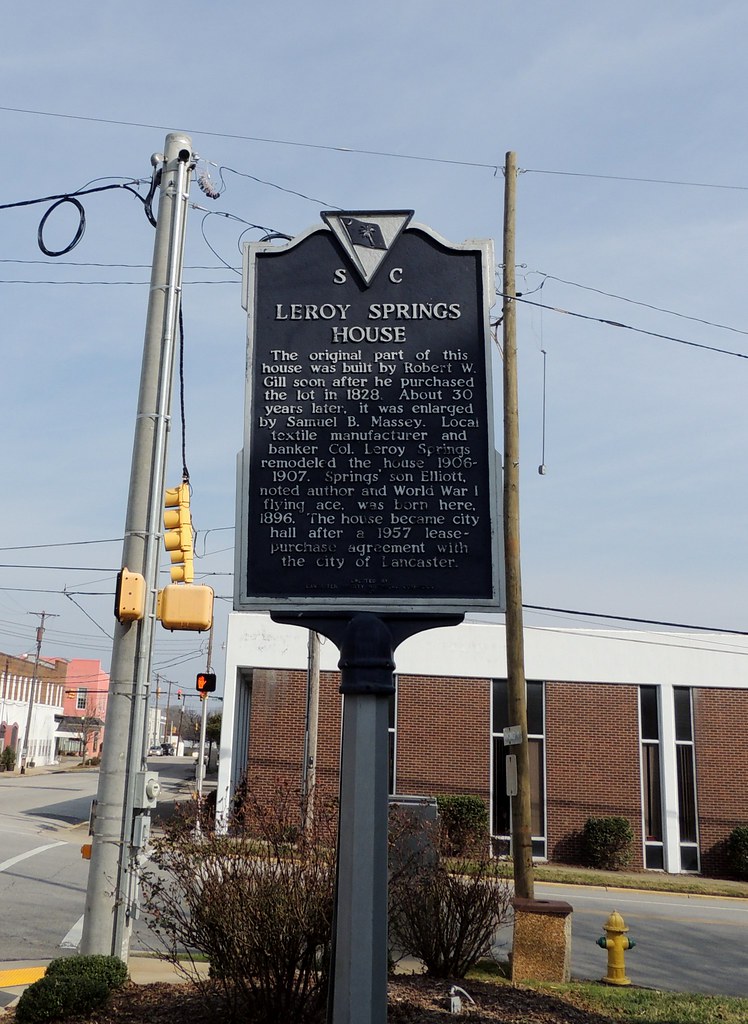 S C
LEROY SPRINGS
HOUSE
The original part of this
house was built by Robert W.
Gill soon after he purchased
the lot in 1828. About 30
years later, it was enlarged
by Samuel B. Massey. Local
textile manufacturer and
banker Col. Leroy Springs
remodeled the house 1906-
1907. Springs' son Elliott,
noted author and World War I
flying ace, was born here,
1896. The house became city
hall after a 1957 lease-
purchase agreement with
the city of Lancaster.